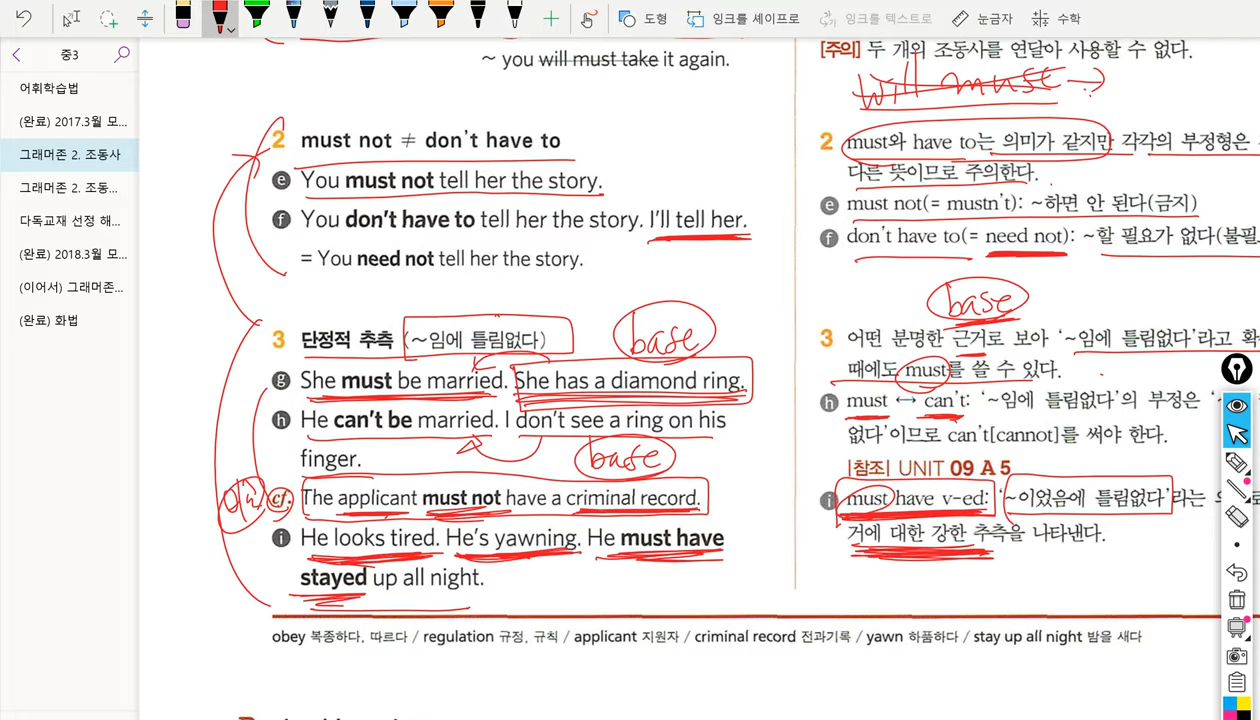 도형
잉크를 셰이프로
잉크를 텍스트로
눈금자
수학
중3
어휘학습법
(완료) 2017.3월 모...
그래머존 2. 조동사
그래머존 2. 조동...
다독교재 선정 해...
(완료) 2018.3월 모...
(이어서) 그래머존...
(완료) 화법
~ you will must take it again.
2 must not ≠ don't have to
e You must not tell her the story.
f You don't have to tell her the story. I'll tell her.
= You need not tell her the story.
3 단정적 추측 (~임에 틀림없다)
base
g She must be married. She has a diamond ring.
h He can't be married. I don't see a ring on his
finger.
base
cf. The applicant must not have a criminal record.
i He looks tired. He's yawning. He must have
stayed up all night.
[주의] 두 개의 조동사를 연달아 사용할 수 없다.
will must
2 must와 have to는 의미가 같지만 각각의 부정형은
다른 뜻이므로 주의한다.
e must not(= mustn't): ~하면 안 된다(금지)
f don't have to(= need not): ~할 필요가 없다(불필
base
3 어떤 분명한 근거로 보아 '~임에 틀림없다'라고 확
때에도 must를 쓸 수 있다.
h must ↔ can't: '~임에 틀림없다'의 부정은 '~
없다'이므로 can't[cannot]를 써야 한다.
[참조] UNIT 09 A 5
i must have v-ed: '~이었음에 틀림없다'라는
거에 대한 강한 추측을 나타낸다.
obey 복종하다, 따르다 / regulation 규정, 규칙 / applicant 지원자 / criminal record 전과기록 / yawn 하품하다 / stay up all night 밤을 새다